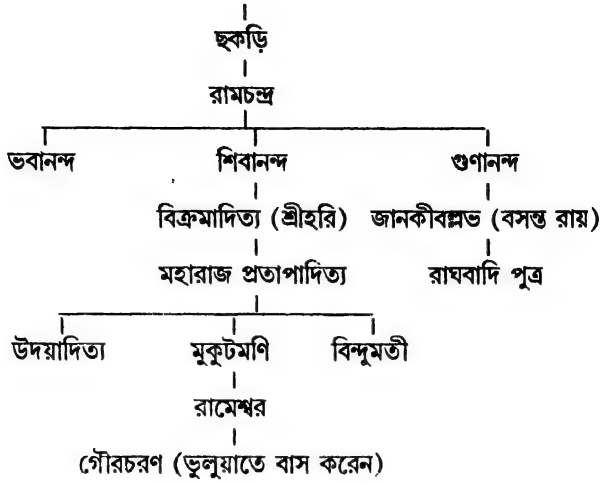 ছকড়ি
রামচন্দ্র
ভবানন্দ শিবানন্দ গুণানন্দ
বিক্রমাদিত্য (শ্রীহরি) জানকীবল্লভ (বসন্ত রায়)
মহারাজ প্রতাপাদিত্য রাঘবাদি পুত্র
উদয়াদিত্য মুকুটমণি বিন্দুমতী
রামেশ্বর
গৌরচরণ (ভুলুয়াতে বাস করেন)